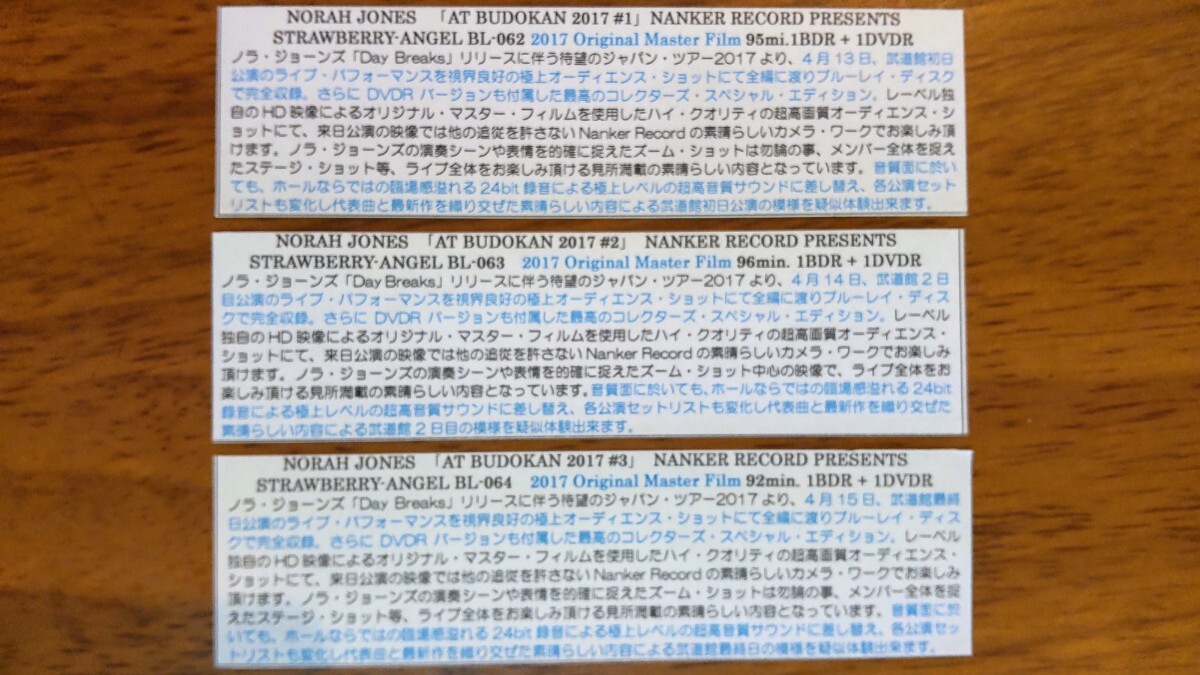 NORAH JONES 「AT BUDOKAN 2017 #1」 NANKER RECORD PRESENTS
STRAWBERRY-ANGEL BL-062 2017 Original Master Film 95mi.1BDR + 1DVDR
ノラ・ジョーンズ「Day Breaks」リリースに伴う待望のジャパン・ツアー2017より、4月13日、武道館初日
公演のライブ・パフォーマンスを視界良好の極上オーディエンス・ショットにて全編に渡りブルーレイ・ディスク
で完全収録。さらに DVDR バージョンも付属した最高のコレクターズ・スペシャル・エディション。レーベル独
自のHD映像によるオリジナル・マスター・フィルムを使用したハイ・クオリティの超高画質オーディエンス・シ
ョットにて、来日公演の映像では他の追従を許さないNanker Recordの素晴らしいカメラ・ワークでお楽しみ頂
けます。ノラ・ジョーンズの演奏シーンや表情を的確に捉えたズーム・ショットは勿論の事、メンバー全体を捉え
たステージ・ショット等、ライブ全体をお楽しみ頂ける見所満載の素晴らしい内容となっています。音質面に於い
ても、ホールならではの臨場感溢れる24bit 録音による極上レベルの超高音質サウンドに差し替え、各公演セット
リストも変化し代表曲と最新作を織り交ぜた素晴らしい内容による武道館初日公演の模様を疑似体験出来ます。
NORAH JONES 「AT BUDOKAN 2017 #2」 NANKER RECORD PRESENTS
STRAWBERRY-ANGEL BL-063 2017 Original Master Film 96min. 1BDR + 1DVDR
ノラ・ジョーンズ「Day Breaks」リリースに伴う待望のジャパン・ツアー2017より、4月14日、武道館2日
目公演のライブ・パフォーマンスを視界良好の極上オーディエンス・ショットにて全編に渡りブルーレイ・ディス
クで完全収録。さらに DVDR バージョンも付属した最高のコレクターズ・スペシャル・エディション。レーベル
独自のHD映像によるオリジナル・マスター・フィルムを使用したハイ・クオリティの超高画質オーディエンス・
ショットにて、来日公演の映像では他の追従を許さないNanker Recordの素晴らしいカメラ・ワークでお楽しみ
頂けます。ノラ・ジョーンズの演奏シーンや表情を的確に捉えたズーム・ショット中心の映像で、ライブ全体をお
楽しみ頂ける見所満載の素晴らしい内容となっています。音質面に於いても、ホールならではの臨場感溢れる24bit
録音による極上レベルの超高音質サウンドに差し替え、各公演セットリストも変化し代表曲と最新作を織り交ぜた
素晴らしい内容による武道館2日目の模様を疑似体験出来ます。
NORAH JONES 「AT BUDOKAN 2017 #3」 NANKER RECORD PRESENTS
STRAWBERRY-ANGEL BL-064 2017 Original Master Film 92min. 1BDR + 1DVDR
ノラ・ジョーンズ「Day Breaks」リリースに伴う待望のジャパン・ツアー2017より、4月15日、武道館最終
日公演のライブ・パフォーマンスを視界良好の極上オーディエンス・ショットにて全編に渡りブルーレイ・ディス
クで完全収録。さらに DVDR バージョンも付属した最高のコレクターズ・スペシャル・エディション。レーベル
独自のHD映像によるオリジナル・マスター・フィルムを使用したハイ・クオリティの超高画質オーディエンス・
ショットにて、来日公演の映像では他の追従を許さないNanker Recordの素晴らしいカメラ・ワークでお楽しみ
頂けます。ノラ・ジョーンズの演奏シーンや表情を的確に捉えたズーム・ショットは勿論の事、メンバー全体を捉
えたステージ・ショット等、ライブ全体をお楽しみ頂ける見所満載の素晴らしい内容となっています。音質面に於
いても、ホールならではの臨場感溢れる24bit 録音による極上レベルの超高音質サウンドに差し替え、各公演セッ
トリストも変化し代表曲と最新作を織り交ぜた素晴らしい内容による武道館最終日の模様を疑似体験出来ます。